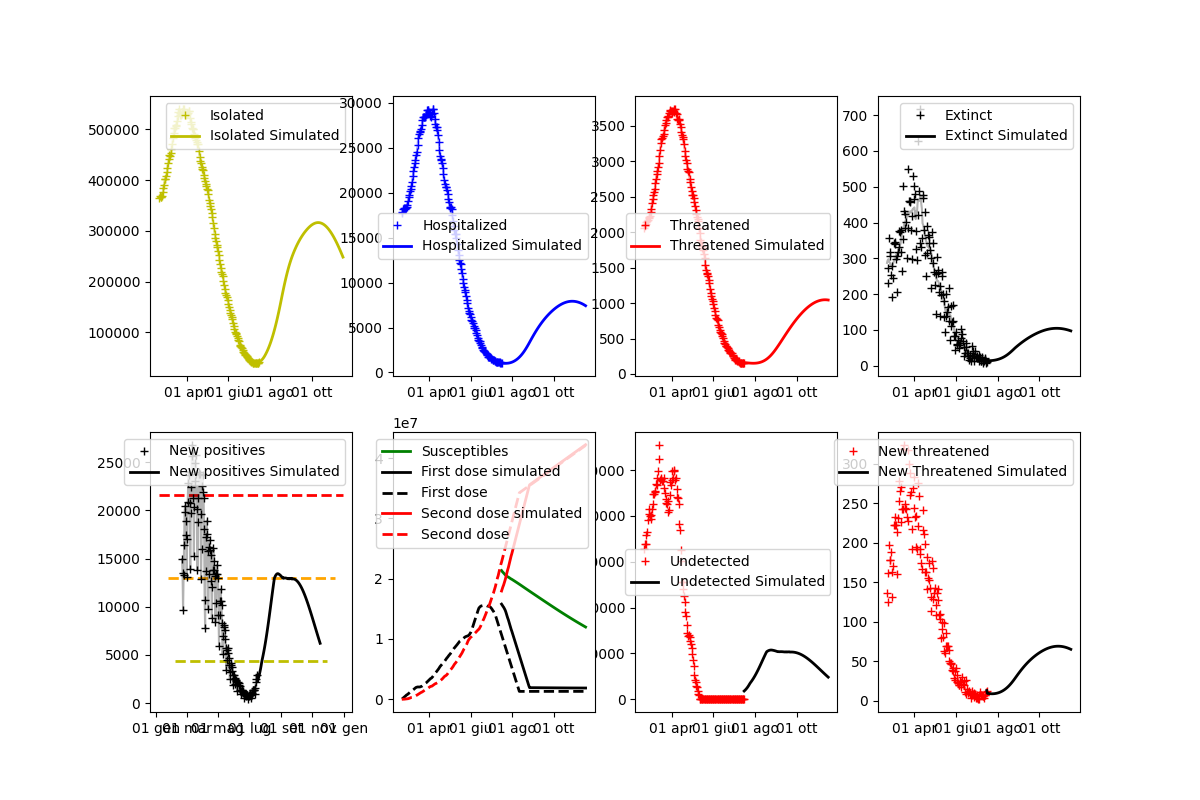 Isolated
Isolated Simulated
500000
400000
300000
200000
100000
01 apr 01 giu 01 ago 01 ott
Hospitalized
Hospitalized Simulated
30000
25000
20000
15000
10000
5000
0
01 apr 01 giu 01 ago 01 ott
Threatened
Threatened Simulated
3500
3000
2500
2000
1500
1000
500
0
01 apr 01 giu 01 ago 01 ott
Extinct
Extinct Simulated
700
600
500
400
300
200
100
0
01 apr 01 giu 01 ago 01 ott
New positives
New positives Simulated
25000
20000
15000
10000
5000
0
01 gen 01 mar 01 mag 01 lug 01 set 01 nov 01 gen
1e7
Susceptibles
First dose simulated
First dose
Second dose simulated
Second dose
4
3
2
1
0
01 apr 01 giu 01 ago 01 ott
Undetected
Undetected Simulated
0
01 apr 01 giu 01 ago 01 ott
New threatened
New Threatened Simulated
300
250
200
150
100
50
0
01 apr 01 giu 01 ago 01 ott